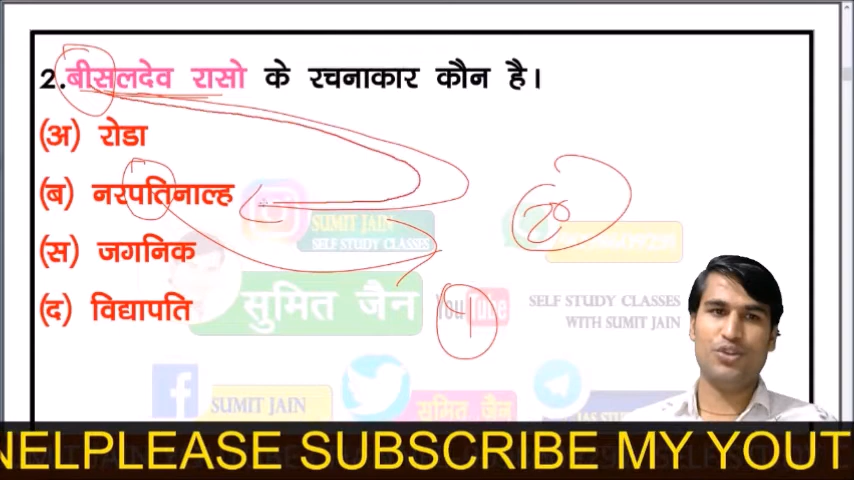 2.बीसलदेव रासो के रचनाकार कौन है।
(अ) रोडा
(ब) नरपतिनाल्ह
(स) जगनिक
(द) विद्यापति
SUMIT JAIN
SELF STUDY CLASSES
सुमित जैन
YouTube
SELF STUDY CLASSES
WITH SUMIT JAIN
SUMIT JAIN
सुमित जैन
NELPLEASE SUBSCRIBE MY YOUT